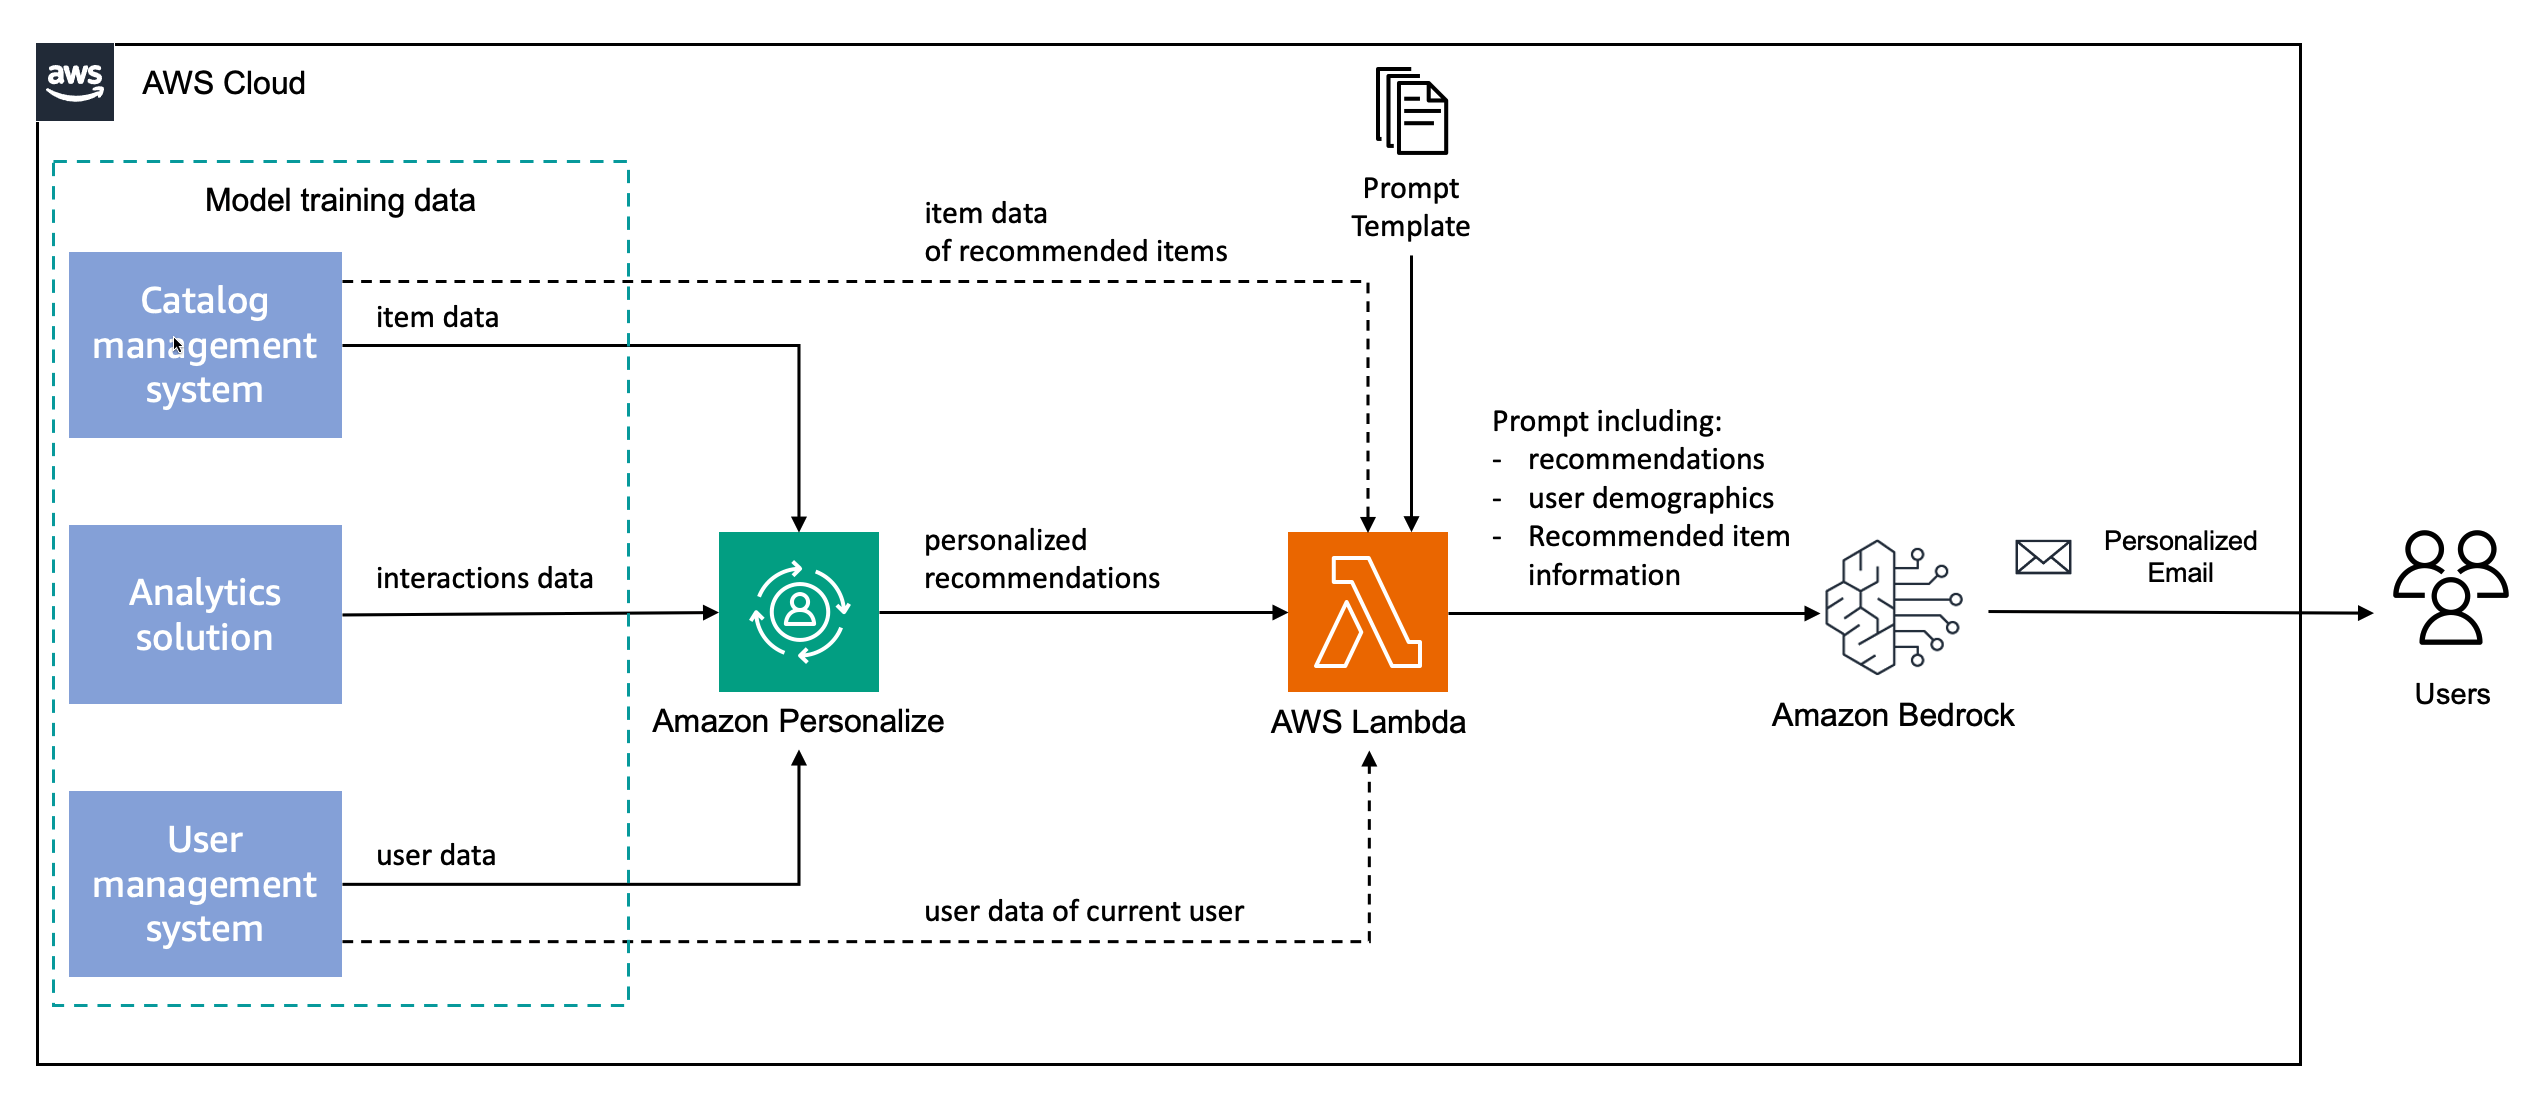 aws
AWS Cloud
Model training data
Catalog
management
system
item data
item data
of recommended items
Prompt
Template
Analytics
solution
interactions data
Amazon Personalize
personalized
recommendations
AWS Lambda
Prompt including:
- recommendations
- user demographics
- Recommended item
information
Amazon Bedrock
Personalized
Email
Users
User
management
system
user data
user data of current user